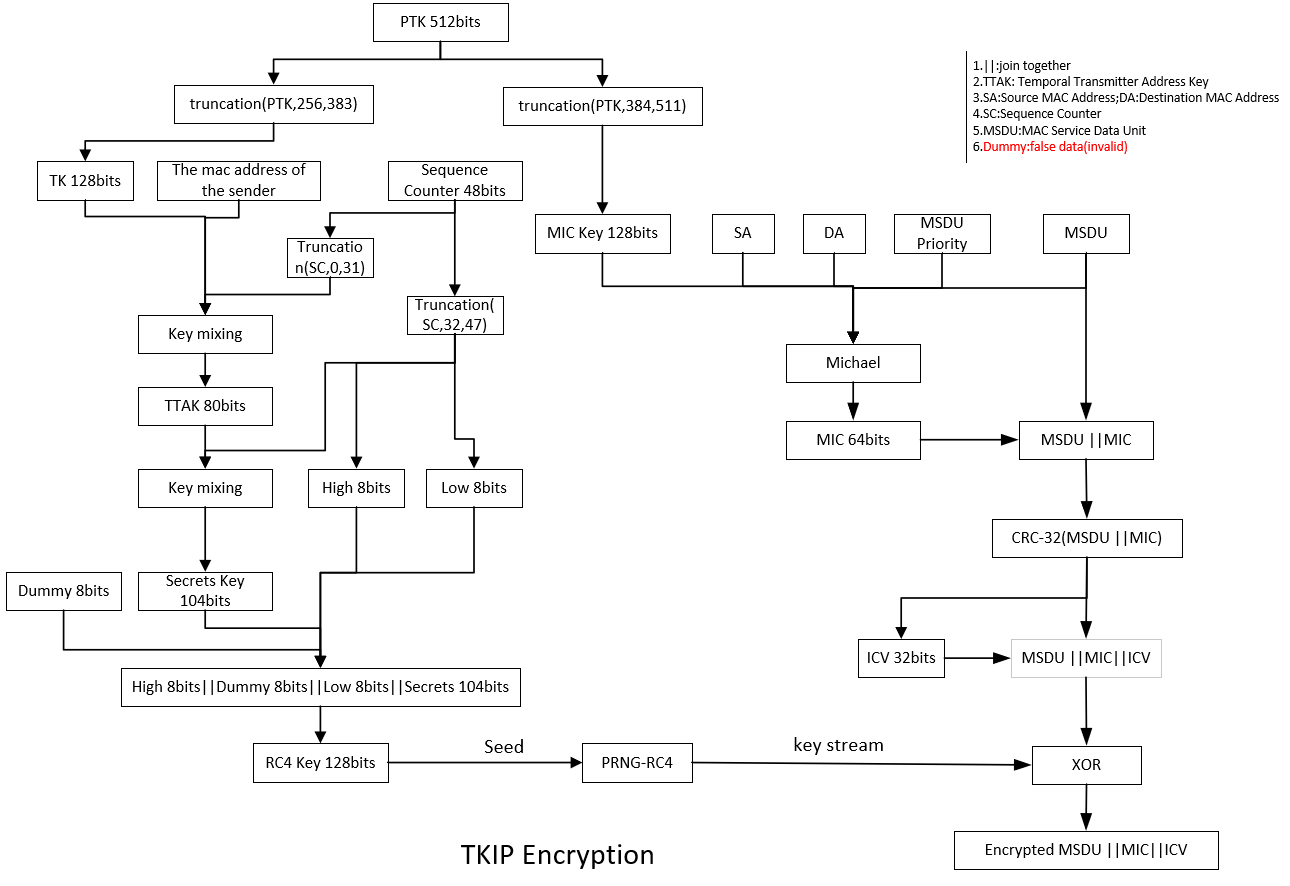 PTK 512bits
1.||:join together
2.TTAK: Temporal Transmitter Address Key
3.SA:Source MAC Address;DA:Destination MAC Address
4.SC:Sequence Counter
5.MSDU:MAC Service Data Unit
6.Dummy:false data(invalid)
truncation(PTK,256,383)
truncation(PTK,384,511)
TK 128bits
The mac address of
the sender
Sequence
Counter 48bits
MIC Key 128bits
SA
DA
MSDU
Priority
MSDU
Truncatio
n(SC,0,31)
Truncation(
SC,32,47)
Key mixing
Michael
TTAK 80bits
MIC 64bits
MSDU ||MIC
Key mixing
High 8bits
Low 8bits
CRC-32(MSDU ||MIC)
Dummy 8bits
Secrets Key
104bits
ICV 32bits
MSDU ||MIC||ICV
High 8bits||Dummy 8bits||Low 8bits||Secrets 104bits
RC4 Key 128bits
Seed
PRNG-RC4
key stream
XOR
Encrypted MSDU ||MIC||ICV
TKIP Encryption